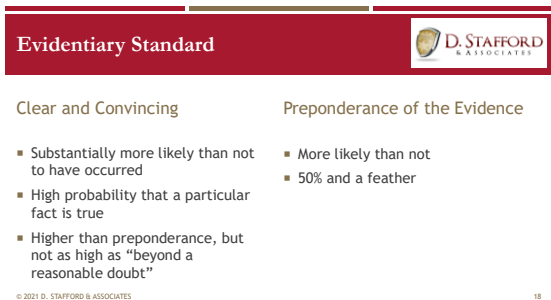 Evidentiary Standard
D. STAFFORD
& ASSOCIATES
Clear and Convincing
▪ Substantially more likely than not
to have occurred
▪ High probability that a particular
fact is true
▪ Higher than preponderance, but
not as high as “beyond a
reasonable doubt”
Preponderance of the Evidence
▪ More likely than not
▪ 50% and a feather
© 2021 D. STAFFORD & ASSOCIATES
18